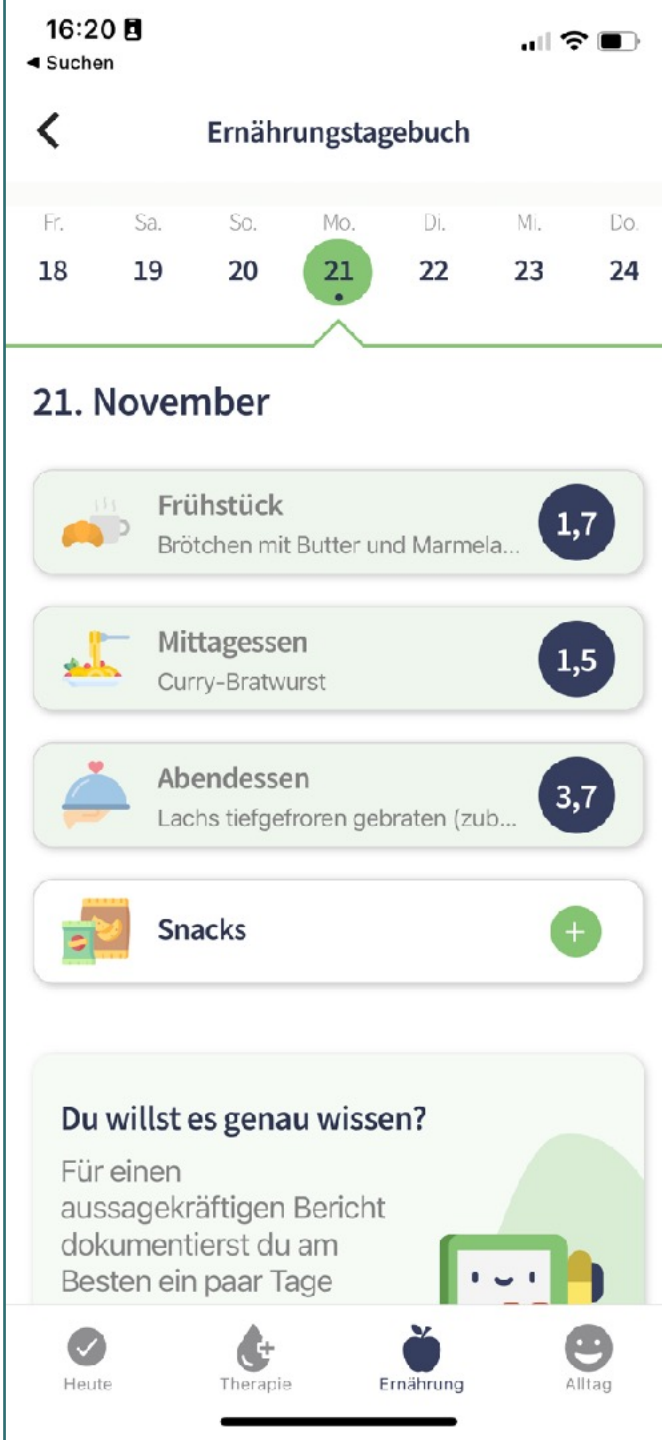 16:20
◀ Suchen
Ernährungstagebuch
Fr. Sa. So. Mo. Di. Mi. Do.
18 19 20 21 22 23 24
21. November
Frühstück
Brötchen mit Butter und Marmela...
1,7
Mittagessen
Curry-Bratwurst
1,5
Abendessen
Lachs tiefgefroren gebraten (zub...
3,7
Snacks
+
Du willst es genau wissen?
Für einen
aussagekräftigen Bericht
dokumentierst du am
Besten ein paar Tage
Heute Therapie Ernährung Alltag